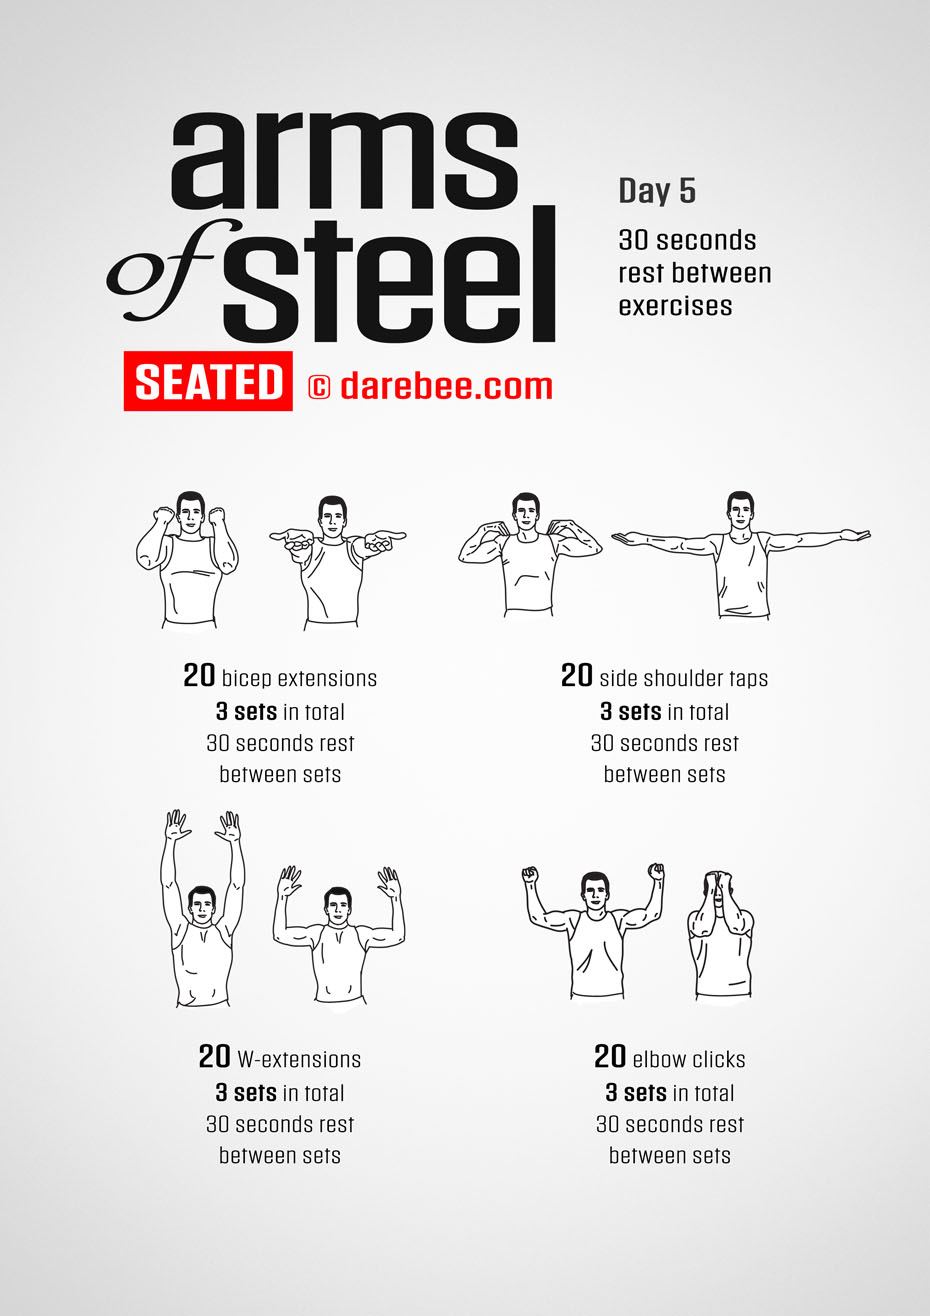 arms
of steel
SEATED © darebee.com
Day 5
30 seconds
rest between
exercises
20 bicep extensions
3 sets in total
30 seconds rest
between sets
20 side shoulder taps
3 sets in total
30 seconds rest
between sets
20 W-extensions
3 sets in total
30 seconds rest
between sets
20 elbow clicks
3 sets in total
30 seconds rest
between sets